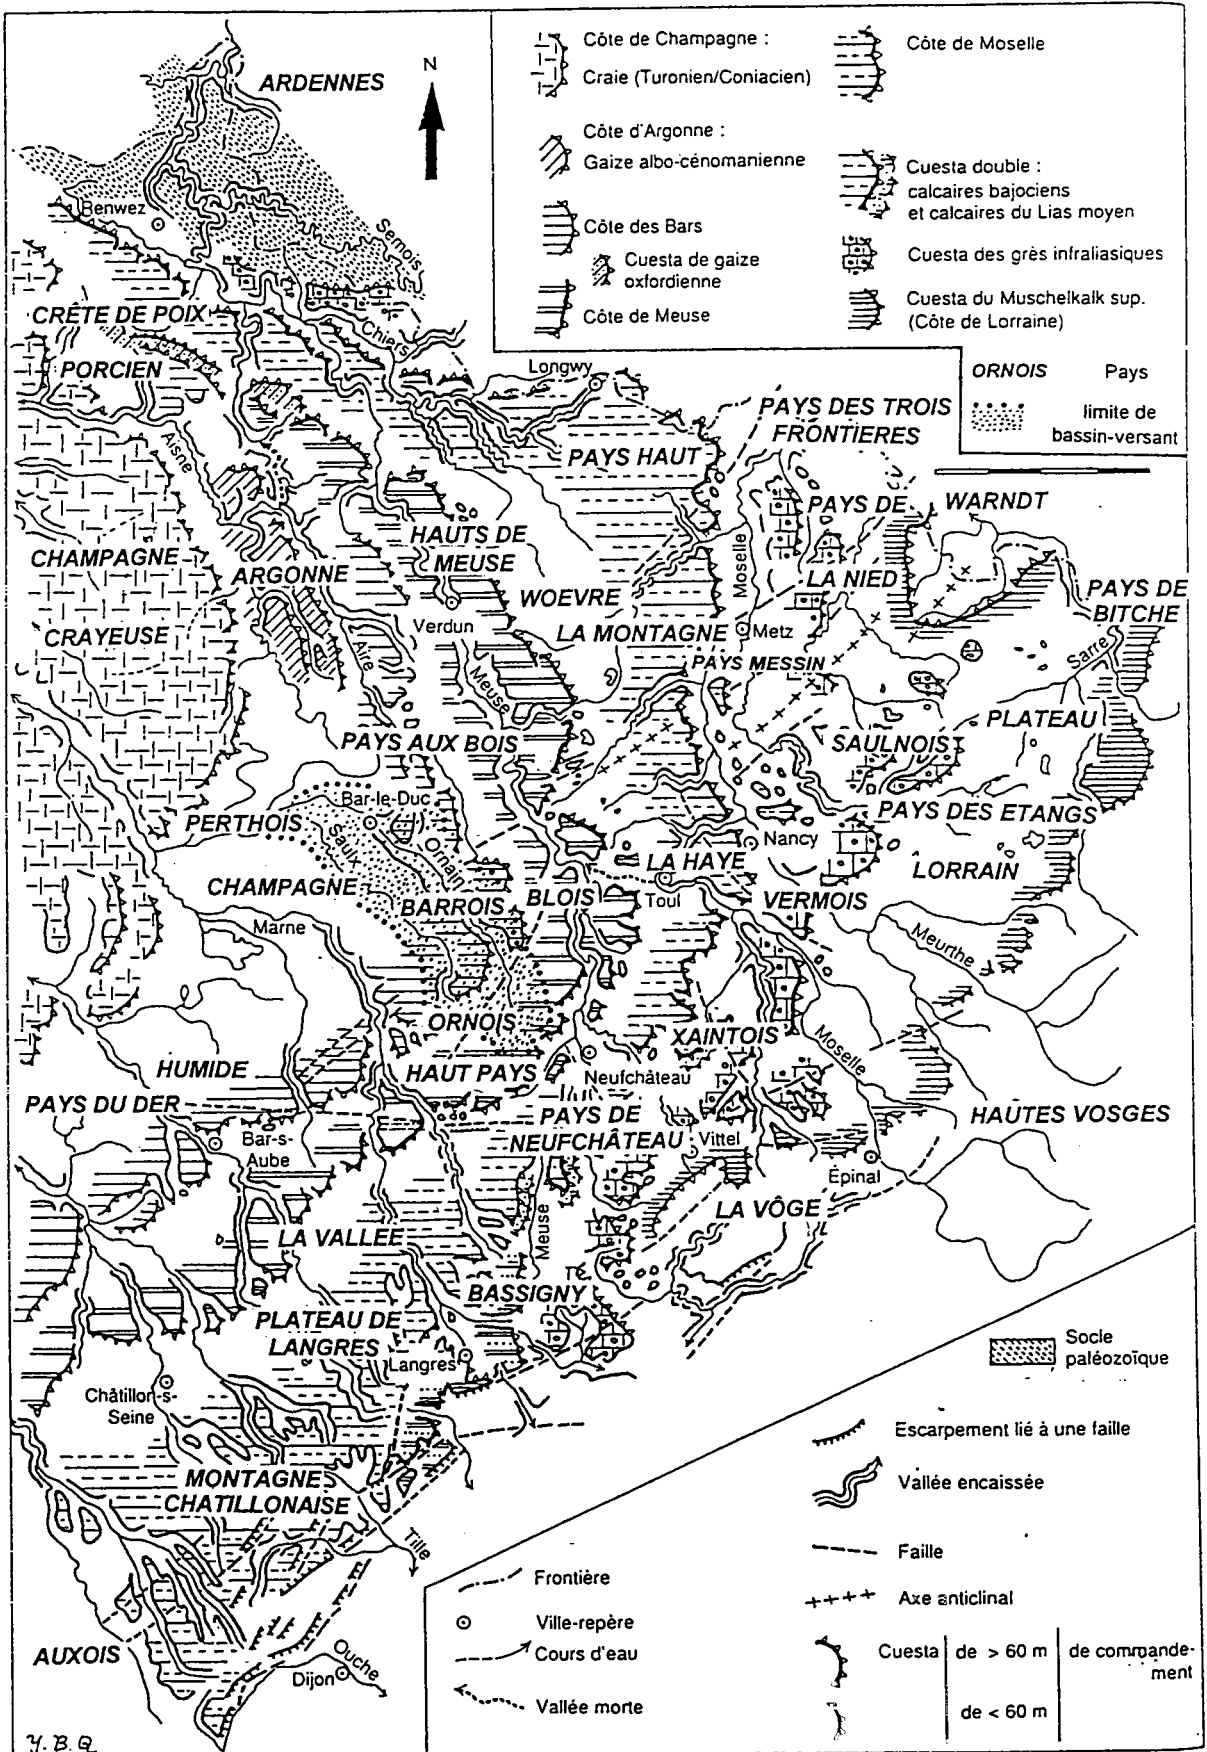 ARDENNES
N
Côte de Champagne :
Craie (Turonien/Coniacien)
Côte d'Argonne :
Gaize albo-cénomanienne
Côte des Bars
Cuesta de gaize
oxfordienne
Côte de Meuse
Côte de Moselle
Cuesta double :
calcaires bajociens
et calcaires du Lias moyen
Cuesta des grès infraliasiques
Cuesta du Muschelkalk sup.
(Côte de Lorraine)
ORNOIS Pays
limite de
bassin-versant
Renwez
Semois
CRÊTE DE POIX
Chiers
PORCIEN
Longwy
PAYS DES TROIS
FRONTIERES
Aisne
PAYS HAUT
PAYS DE
LA NIED
WARNDT
HAUTS DE
MEUSE
Moselle
CHAMPAGNE
CRAYEUSE
ARGONNE
WOEVRE
PAYS DE
BITCHE
Verdun
LA MONTAGNE
Metz
Aire
Meuse
PAYS MESSIN
Sarre
PLATEAU
PAYS AUX BOIS
SAULNOIS
Bar-le-Duc
PERTHOIS
Saulx
Ornain
PAYS DES ETANGS
Nancy
LA HAYE
LORRAIN
CHAMPAGNE
BARROIS
BLOIS
Toul
VERMOIS
Marne
Meurthe
ORNOIS
XAINTOIS
Moselle
HUMIDE
HAUT PAYS
Neufchâteau
PAYS DU DER
PAYS DE
NEUFCHÂTEAU
Vittel
HAUTES VOSGES
Bar-s-
Aube
Épinal
LA VALLEE
Meuse
LA VÔGE
BASSIGNY
PLATEAU DE
LANGRES
Langres
Châtillon-s-
Seine
MONTAGNE
CHATILLONAISE
Tille
AUXOIS
Dijon
Ouche
Y.B.Q
Socle
paléozoïque
Escarpement lié à une faille
Vallée encaissée
Faille
Axe anticlinal
Frontière
Ville-repère
Cours d'eau
Vallée morte
Cuesta de > 60 m de commande-
ment
de < 60 m